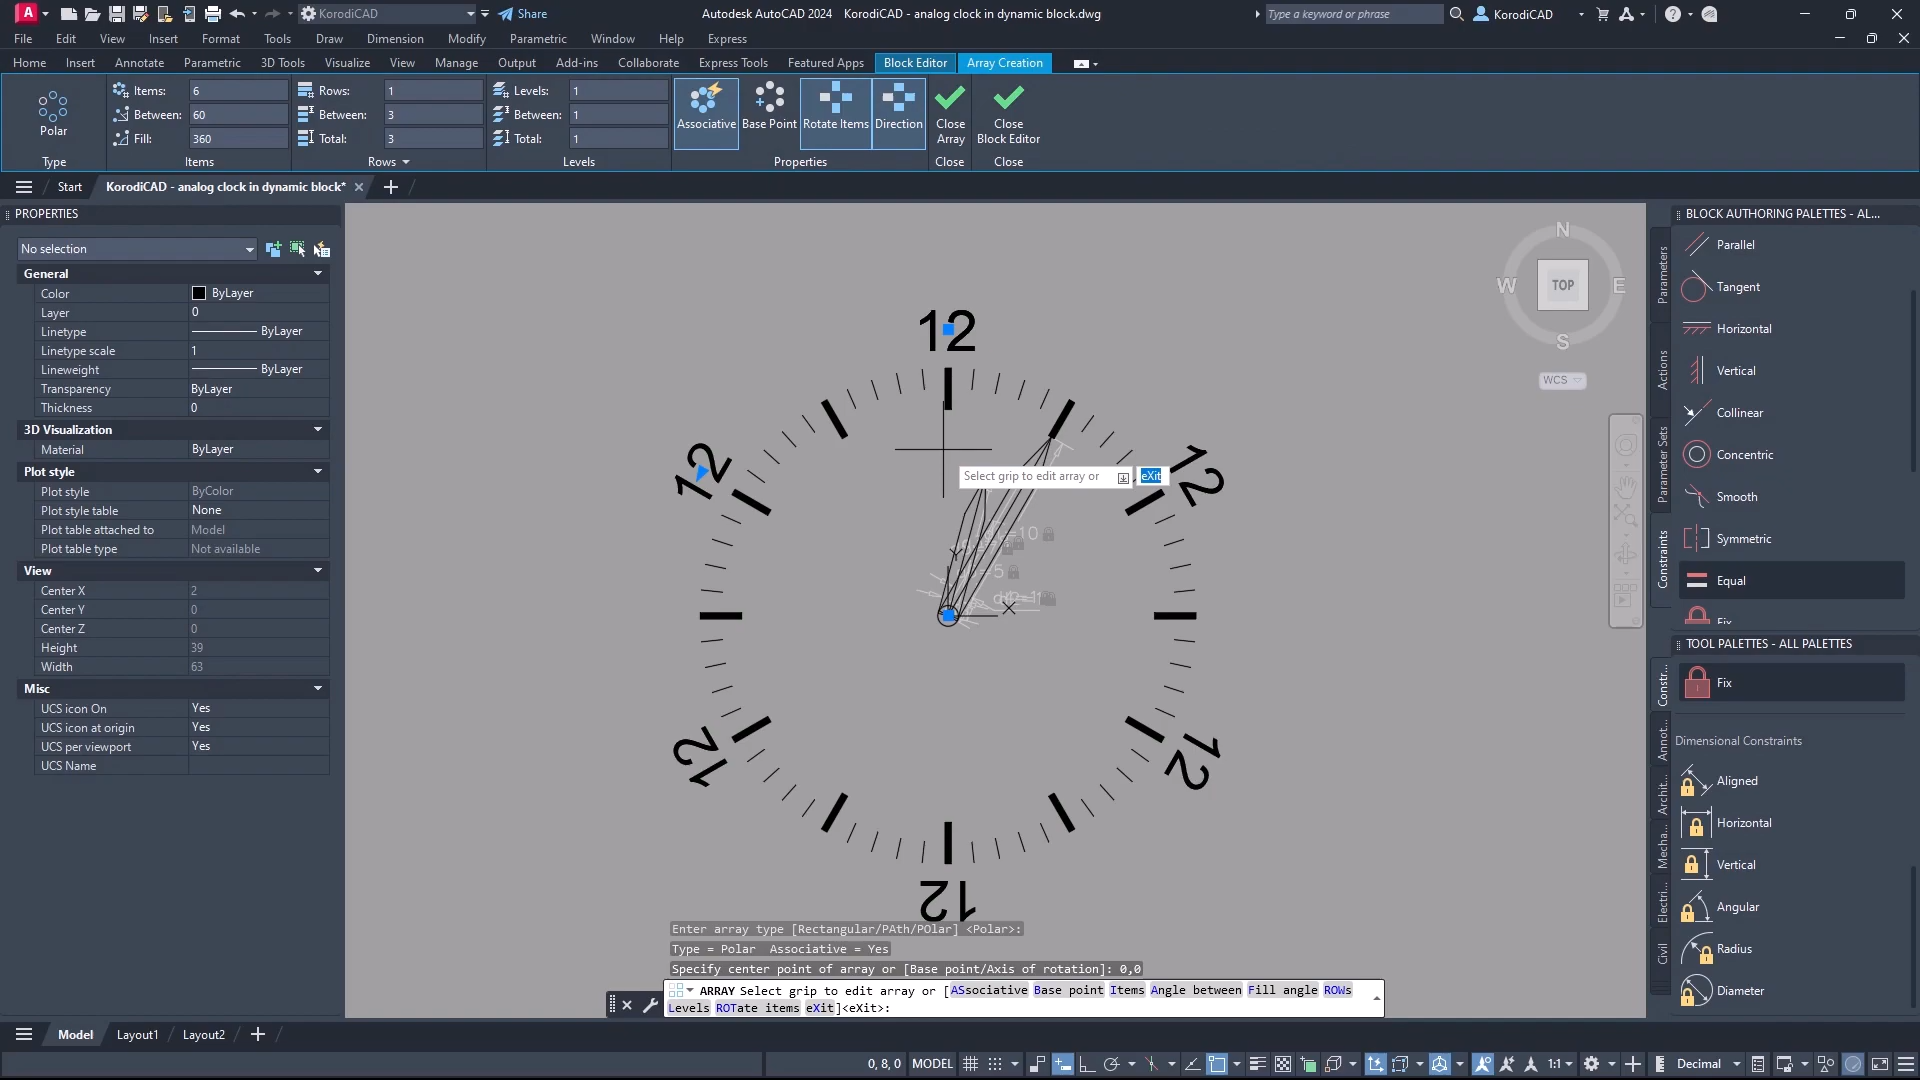 KorodiCAD
Share
Autodesk AutoCAD 2024 KorodiCAD - analog clock in dynamic block.dwg
Type a keyword or phrase
KorodiCAD
File Edit View Insert Format Tools Draw Dimension Modify Parametric Window Help Express
Home Insert Annotate Parametric 3D Tools Visualize View Manage Output Add-ins Collaborate Express Tools Featured Apps Block Editor Array Creation
Polar
Type
Items: 6
Between: 60
Fill: 360
Items
Rows: 1
Between: 3
Total: 3
Rows
Levels: 1
Between: 1
Total: 1
Levels
Associative
Base Point
Rotate Items
Direction
Properties
Close Array
Close
Close Block Editor
Close
Start
KorodiCAD - analog clock in dynamic block*
PROPERTIES
No selection
General
Color ByLayer
Layer 0
Linetype ByLayer
Linetype scale 1
Lineweight ByLayer
Transparency ByLayer
Thickness 0
3D Visualization
Material ByLayer
Plot style
Plot style ByColor
Plot style table None
Plot table attached to Model
Plot table type Not available
View
Center X 2
Center Y 0
Center Z 0
Height 39
Width 63
Misc
UCS icon On Yes
UCS icon at origin Yes
UCS per viewport Yes
UCS Name
12
12
12
12
12
12
Select grip to edit array or
eXit
Y
X
N
W
TOP
E
S
WCS
Enter array type [Rectangular/PAth/POlar] <Polar>:
Type = Polar Associative = Yes
Specify center point of array or [Base point/Axis of rotation]: 0,0
ARRAY Select grip to edit array or [ASsociative Base point Items Angle between Fill angle ROWs
Levels ROTate items eXit]<eXit>:
BLOCK AUTHORING PALETTES - AL...
Parameters
Actions
Parameter Sets
Constraints
Parallel
Tangent
Horizontal
Vertical
Collinear
Concentric
Smooth
Symmetric
Equal
Fix
TOOL PALETTES - ALL PALETTES
Constr...
Annot...
Archit...
Mecha...
Electri...
Civil
Fix
Dimensional Constraints
Aligned
Horizontal
Vertical
Angular
Radius
Diameter
Model Layout1 Layout2
0, 8, 0 MODEL
1:1
Decimal